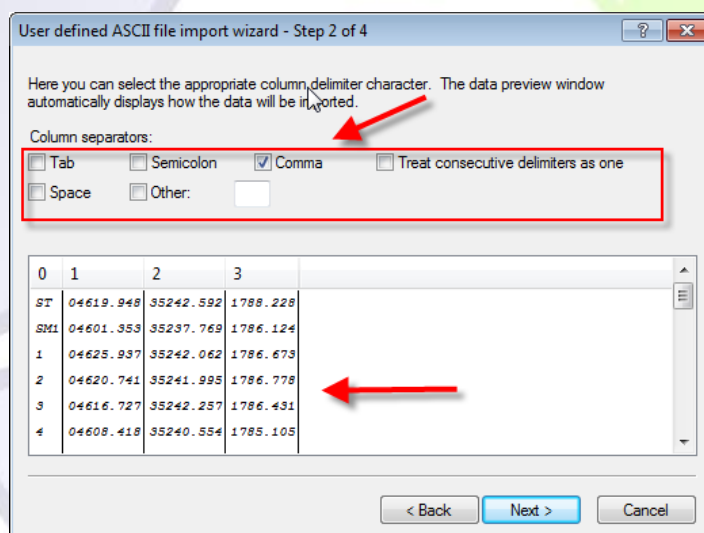 User defined ASCII file import wizard - Step 2 of 4
Here you can select the appropriate column delimiter character. The data preview window
automatically displays how the data will be imported.
Column separators:
Tab Semicolon Comma Treat consecutive delimiters as one
Space Other:
0 1 2 3
ST 04619.948 35242.592 1788.228
SM1 04601.353 35237.769 1786.124
1 04625.937 35242.062 1786.673
2 04620.741 35241.995 1786.778
3 04616.727 35242.257 1786.431
4 04608.418 35240.554 1785.105
< Back Next > Cancel